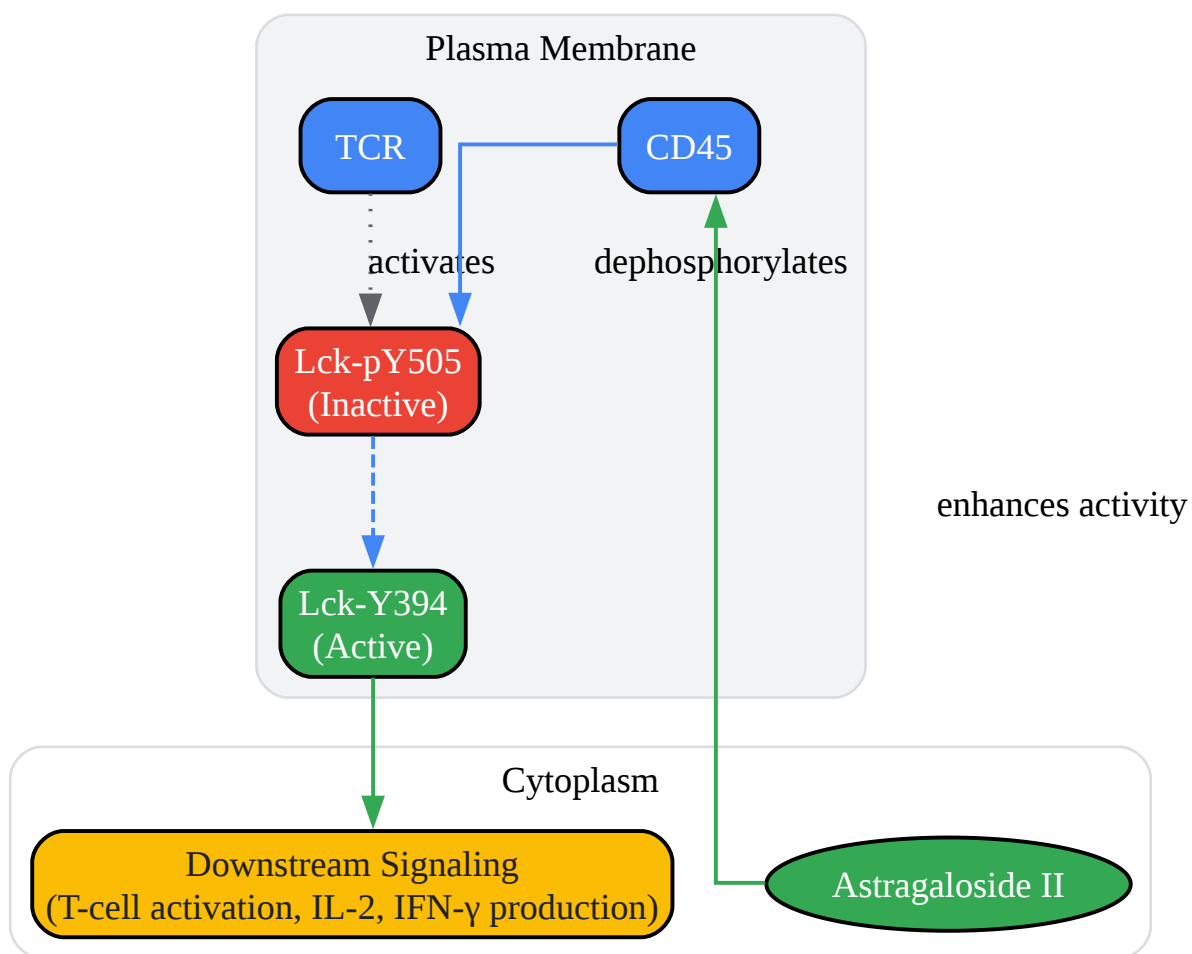 Plasma Membrane
TCR
CD45
activates
dephosphorylates
Lck-pY505
(Inactive)
enhances activity
Lck-Y394
(Active)
Cytoplasm
Downstream Signaling
(T-cell activation, IL-2, IFN-γ production)
Astragaloside II